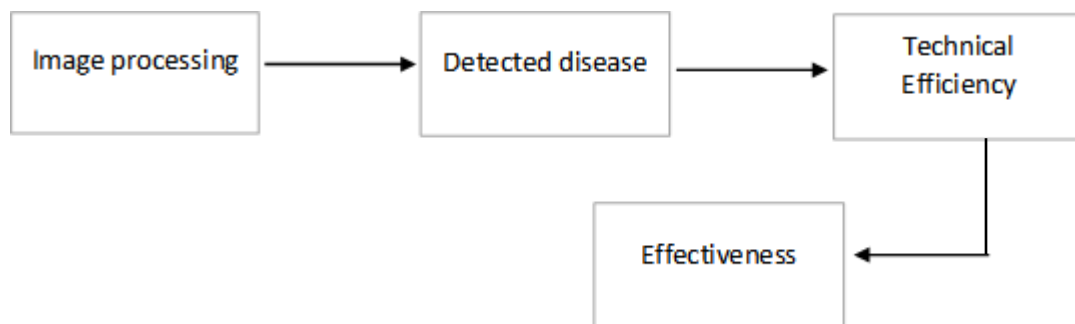 Image processing
Detected disease
Technical
Efficiency
Effectiveness